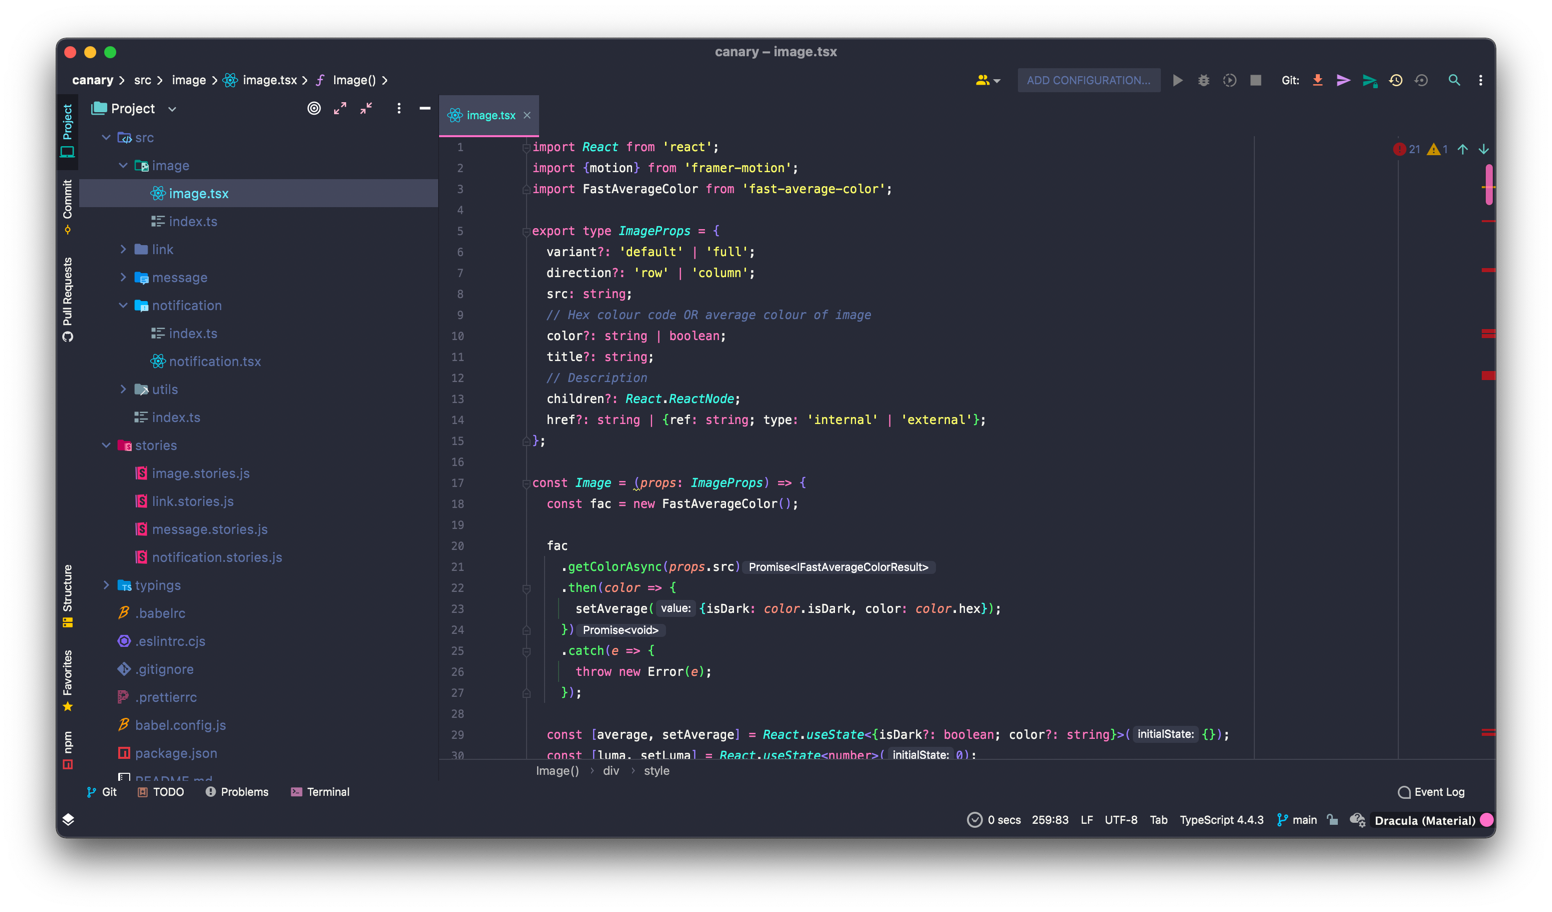 canary – image.tsx
canary > src > image > image.tsx > Image() >
ADD CONFIGURATION...
Git:
Project
Commit
Pull Requests
Structure
Favorites
npm
Project
src
image
image.tsx
index.ts
link
message
notification
index.ts
notification.tsx
utils
index.ts
stories
image.stories.js
link.stories.js
message.stories.js
notification.stories.js
typings
.babelrc
.eslintrc.cjs
.gitignore
.prettierrc
babel.config.js
package.json
README.md
image.tsx
21 1
1 import React from 'react';
2 import {motion} from 'framer-motion';
3 import FastAverageColor from 'fast-average-color';
4
5 export type ImageProps = {
6 variant?: 'default' | 'full';
7 direction?: 'row' | 'column';
8 src: string;
9 // Hex colour code OR average colour of image
10 color?: string | boolean;
11 title?: string;
12 // Description
13 children?: React.ReactNode;
14 href?: string | {ref: string; type: 'internal' | 'external'};
15 };
16
17 const Image = (props: ImageProps) => {
18 const fac = new FastAverageColor();
19
20 fac
21 .getColorAsync(props.src) Promise<IFastAverageColorResult>
22 .then(color => {
23 setAverage( value: {isDark: color.isDark, color: color.hex});
24 }) Promise<void>
25 .catch(e => {
26 throw new Error(e);
27 });
28
29 const [average, setAverage] = React.useState<{isDark?: boolean; color?: string}>( initialState: {});
30 const [luma, setLuma] = React.useState<number>( initialState: 0);
Image() > div > style
Git TODO Problems Terminal
Event Log
0 secs 259:83 LF UTF-8 Tab TypeScript 4.4.3 main Dracula (Material)